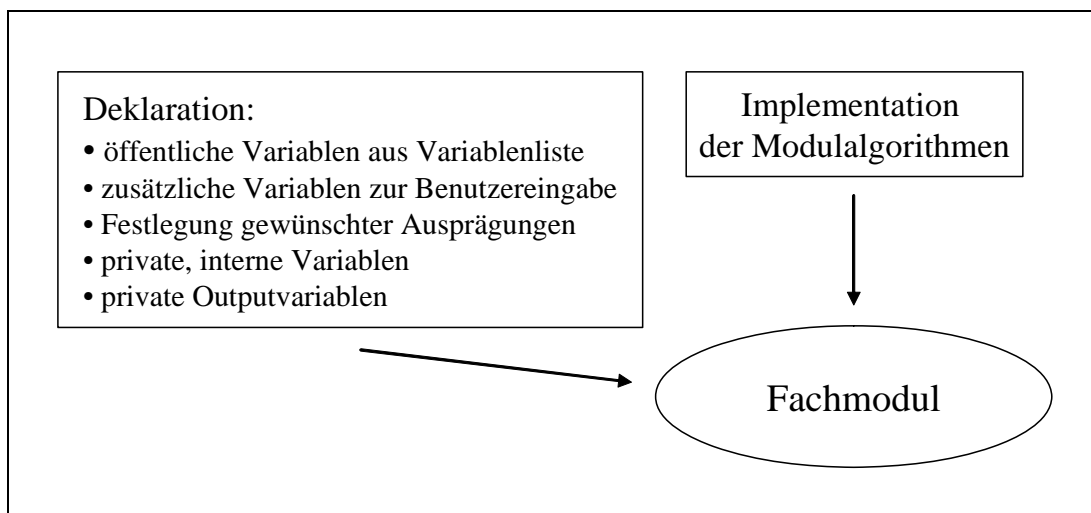 Deklaration:
• öffentliche Variablen aus Variablenliste
• zusätzliche Variablen zur Benutzereingabe
• Festlegung gewünschter Ausprägungen
• private, interne Variablen
• private Outputvariablen
Implementation
der Modulalgorithmen
Fachmodul